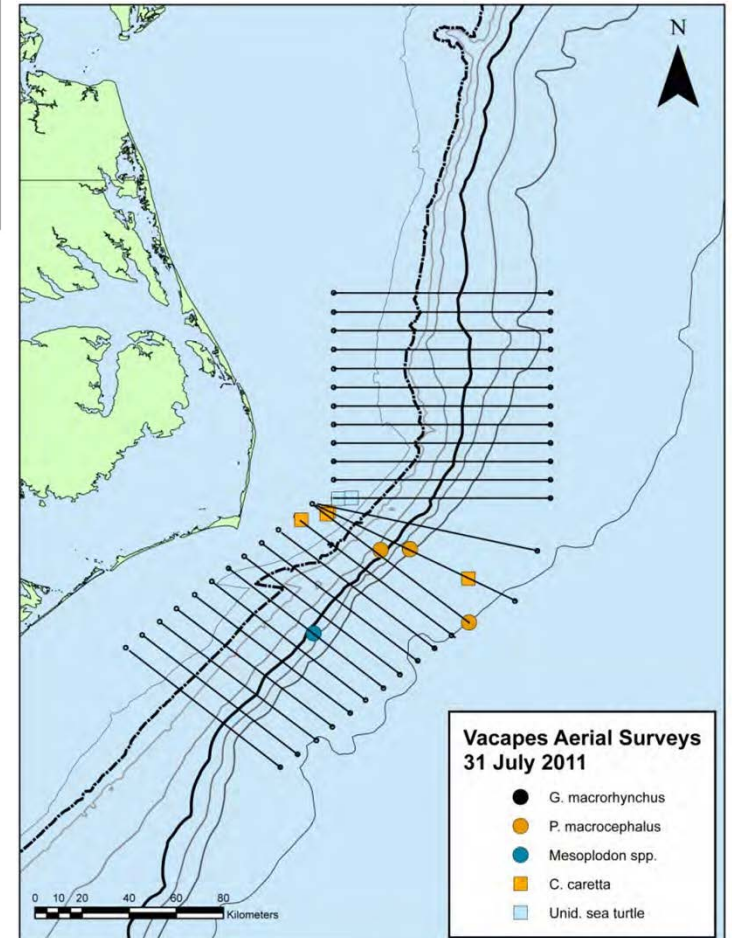 N
Vacapes Aerial Surveys
31 July 2011
G. macrorhynchus
P. macrocephalus
Mesoplodon spp.
C. caretta
Unid. sea turtle
0 10 20 40 60 80
Kilometers